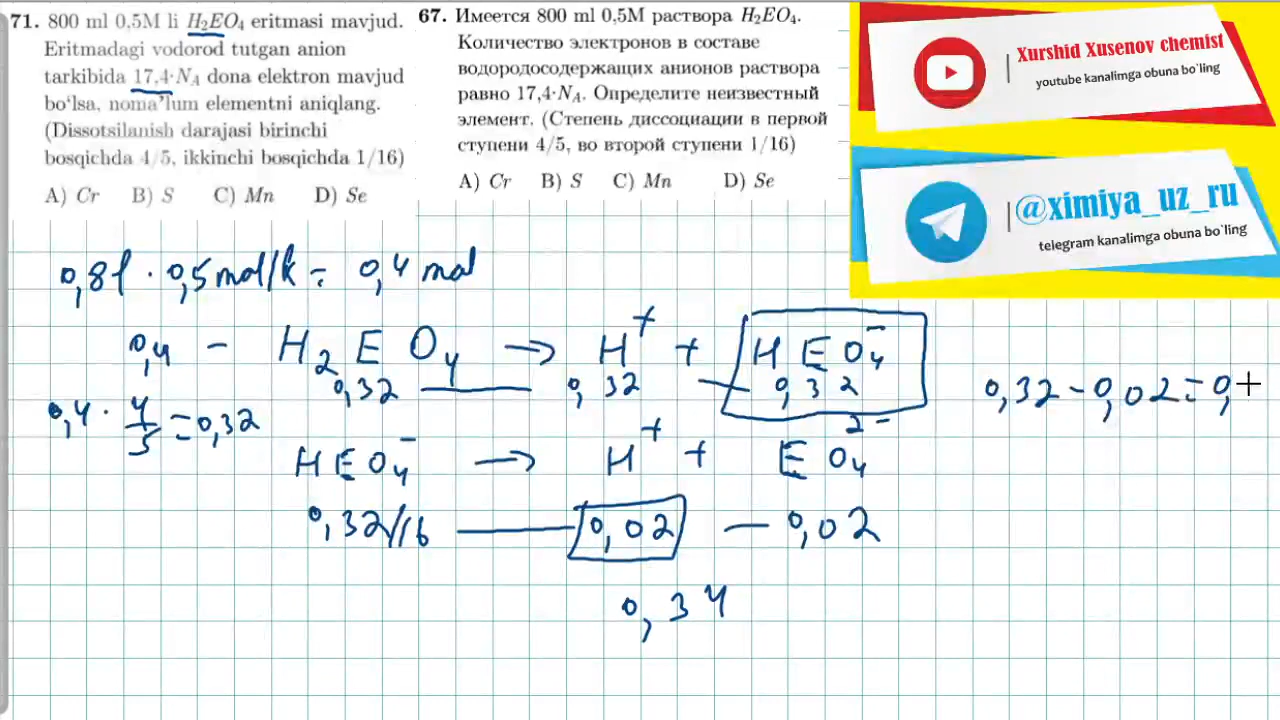 71. 800 ml 0,5M li H₂EO₄ eritmasi mavjud.
Eritmadagi vodorod tutgan anion
tarkibida 17,4·N_A dona elektron mavjud
bo‘lsa, noma’lum elementni aniqlang.
(Dissotsilanish darajasi birinchi
bosqichda 4/5, ikkinchi bosqichda 1/16)
A) Cr B) S C) Mn D) Se
67. Имеется 800 ml 0,5M раствора H₂EO₄.
Количество электронов в составе
водородосодержащих анионов раствора
равно 17,4·N_A. Определите неизвестный
элемент. (Степень диссоциации в первой
ступени 4/5, во второй ступени 1/16)
A) Cr B) S C) Mn D) Se
Xurshid Xusenov chemist
youtube kanalimga obuna bo`ling
@ximiya_uz_ru
telegram kanalimga obuna bo`ling
0,8l · 0,5mol/l = 0,4 mol
0,4 – H₂EO₄ → H⁺ + HEO₄⁻
0,32 — 0,32 — 0,32
0,4 · 4/5 = 0,32
0,32 – 0,02 = 0,
HEO₄⁻ → H⁺ + EO₄²⁻
0,32/16 — 0,02 — 0,02
0,34